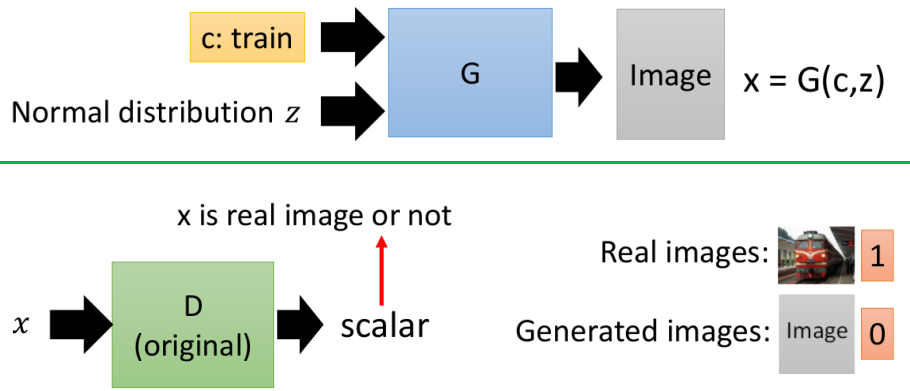 c: train
G
Image
x = G(c,z)
Normal distribution z
x is real image or not
Real images:
1
x
D
(original)
scalar
Generated images:
Image
0